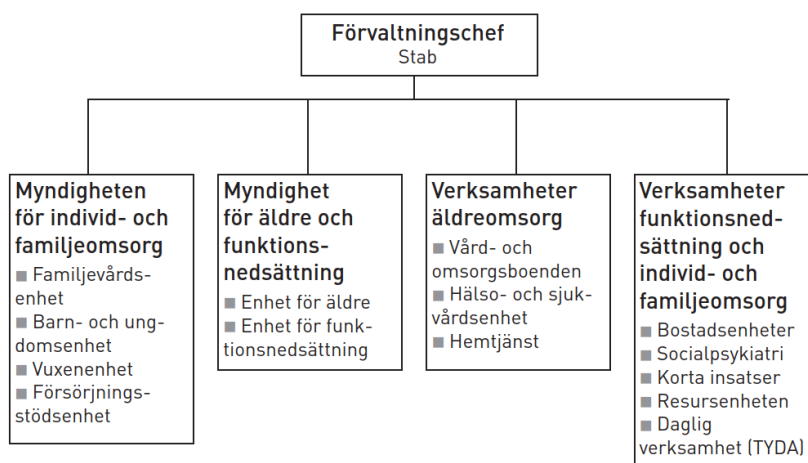 Förvaltningschef
Stab
Myndigheten
för individ- och
familjeomsorg
■ Familjevårds-
enhet
■ Barn- och ung-
domsenhet
■ Vuxenenhet
■ Försörjnings-
stödsenhet
Myndighet
för äldre och
funktions-
nedsättning
■ Enhet för äldre
■ Enhet för funk-
tionsnedsättning
Verksamheter
äldreomsorg
■ Vård- och
omsorgsboenden
■ Hälso- och sjuk-
vårdsenhet
■ Hemtjänst
Verksamheter
funktionsned-
sättning och
individ- och
familjeomsorg
■ Bostadsenheter
■ Socialpsykiatri
■ Korta insatser
■ Resursenheten
■ Daglig
verksamhet (TYDA)